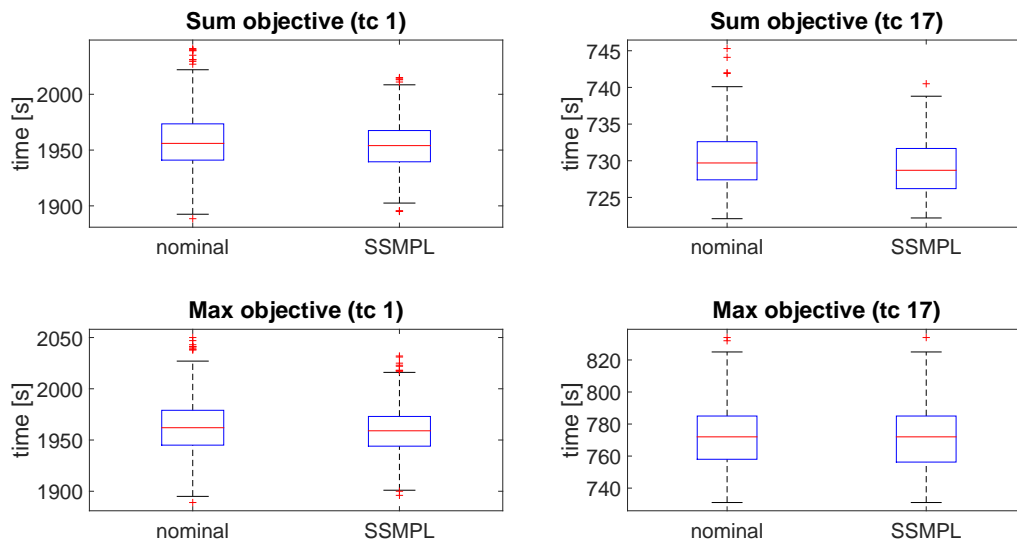 Sum objective (tc 1)
time [s]
2000
1950
1900
nominal
SSMPL
Sum objective (tc 17)
time [s]
745
740
735
730
725
nominal
SSMPL
Max objective (tc 1)
time [s]
2050
2000
1950
1900
nominal
SSMPL
Max objective (tc 17)
time [s]
820
800
780
760
740
nominal
SSMPL